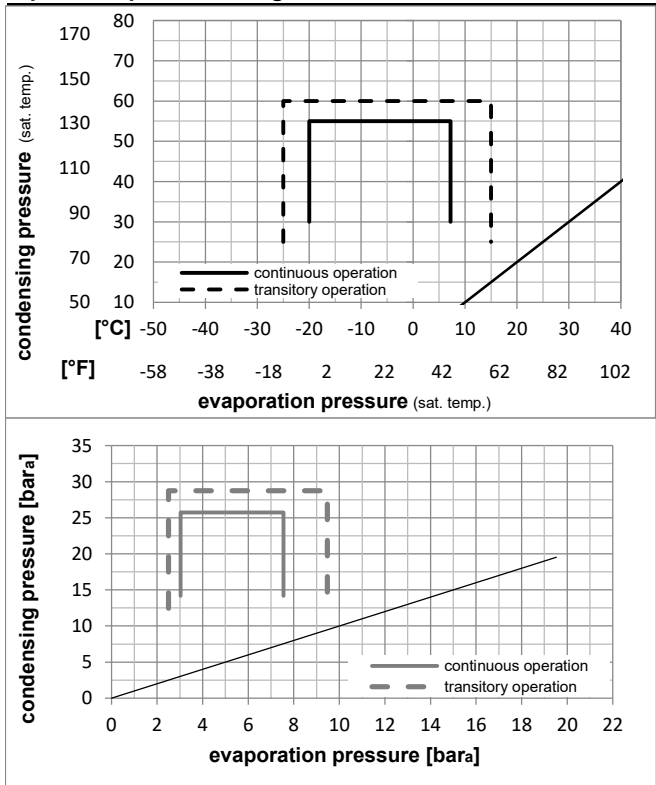 80
170
70
150
60
130
50
110
40
90
30
70
20
50
10
condensing pressure (sat. temp.)
continuous operation
transitory operation
[°C] -50 -40 -30 -20 -10 0 10 20 30 40
[°F] -58 -38 -18 2 22 42 62 82 102
evaporation pressure (sat. temp.)
35
30
25
20
15
10
5
0
condensing pressure [bara]
continuous operation
transitory operation
0 2 4 6 8 10 12 14 16 18 20 22
evaporation pressure [bara]